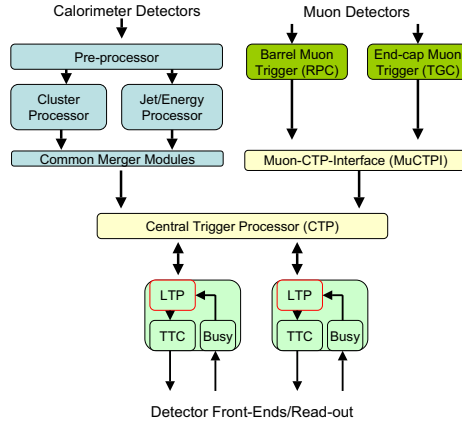 Calorimeter Detectors
Muon Detectors
Pre-processor
Barrel Muon
Trigger (RPC)
End-cap Muon
Trigger (TGC)
Cluster
Processor
Jet/Energy
Processor
Common Merger Modules
Muon-CTP-Interface (MuCTPI)
Central Trigger Processor (CTP)
LTP
LTP
TTC
Busy
TTC
Busy
Detector Front-Ends/Read-out